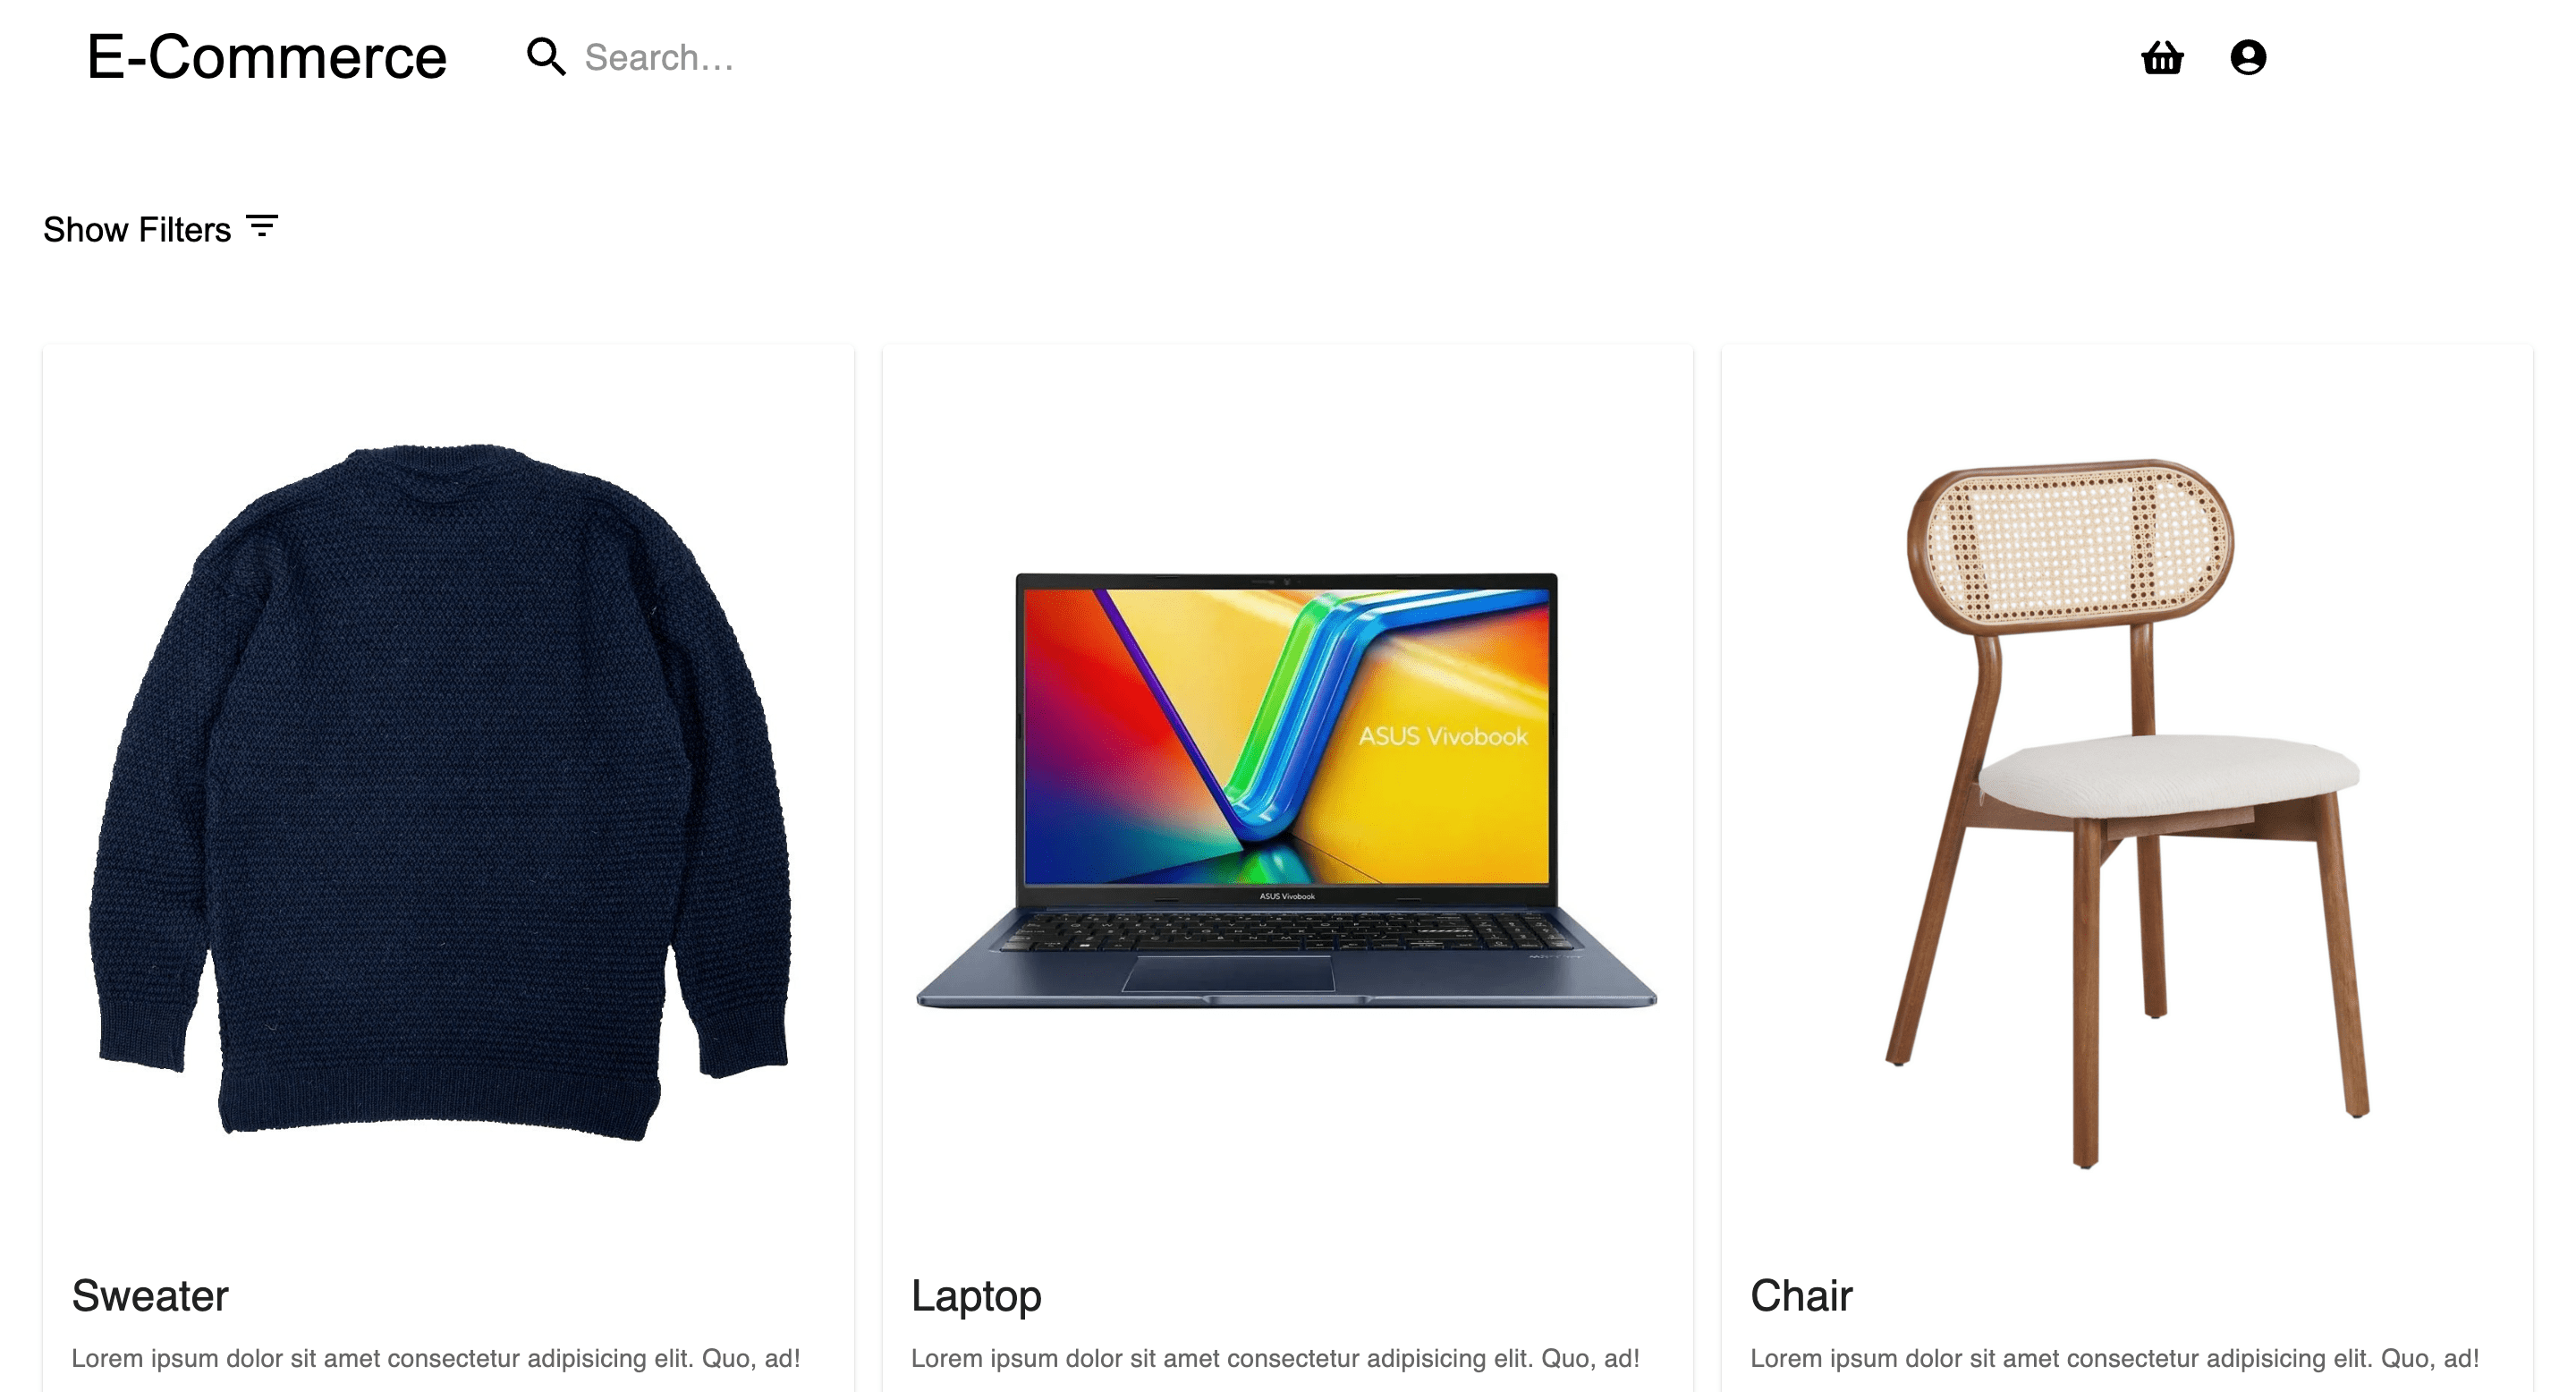 E-Commerce
Search…
Show Filters
ASUS Vivobook
ASUS Vivobook
Sweater
Laptop
Chair
Lorem ipsum dolor sit amet consectetur adipisicing elit. Quo, ad!
Lorem ipsum dolor sit amet consectetur adipisicing elit. Quo, ad!
Lorem ipsum dolor sit amet consectetur adipisicing elit. Quo, ad!